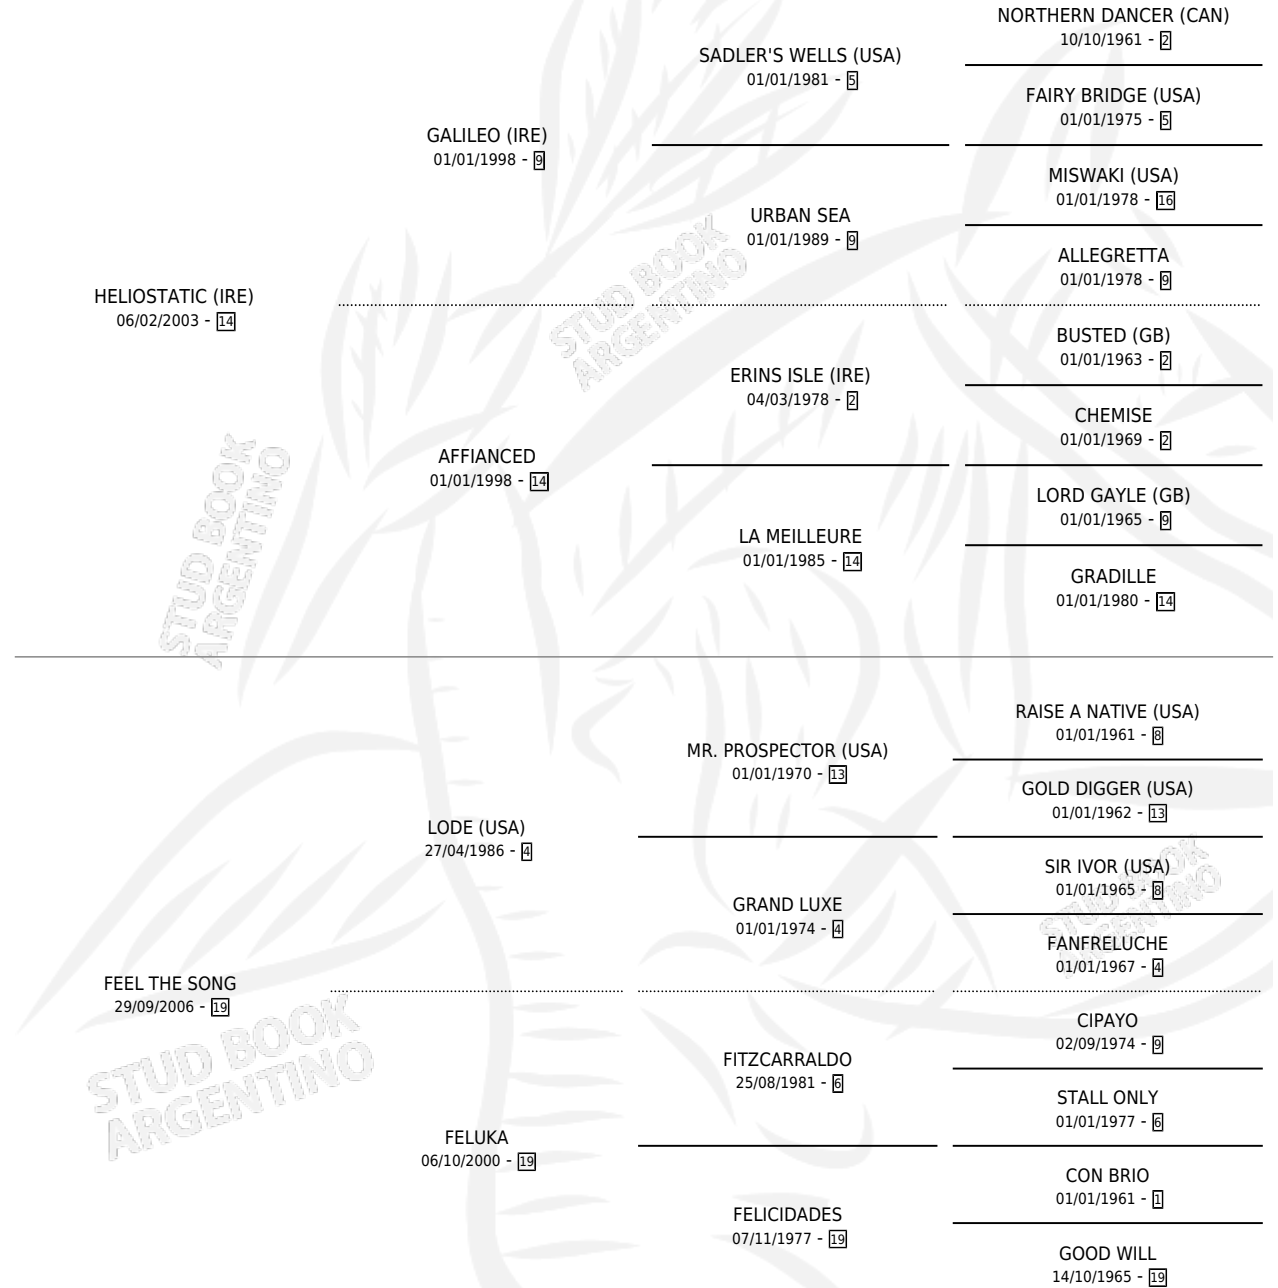 NORTHERN DANCER (CAN)
10/10/1961 - 2
SADLER'S WELLS (USA)
01/01/1981 - 5
FAIRY BRIDGE (USA)
01/01/1975 - 5
GALILEO (IRE)
01/01/1998 - 9
MISWAKI (USA)
01/01/1978 - 16
URBAN SEA
01/01/1989 - 9
ALLEGRETTA
01/01/1978 - 9
HELIOSTATIC (IRE)
06/02/2003 - 14
BUSTED (GB)
01/01/1963 - 2
ERINS ISLE (IRE)
04/03/1978 - 2
CHEMISE
01/01/1969 - 2
AFFIANCED
01/01/1998 - 14
LORD GAYLE (GB)
01/01/1965 - 9
LA MEILLEURE
01/01/1985 - 14
GRADILLE
01/01/1980 - 14
STUD BOOK
ARGENTINO
STUD BOOK
ARGENTINO
RAISE A NATIVE (USA)
01/01/1961 - 8
MR. PROSPECTOR (USA)
01/01/1970 - 13
GOLD DIGGER (USA)
01/01/1962 - 13
LODE (USA)
27/04/1986 - 4
SIR IVOR (USA)
01/01/1965 - 8
GRAND LUXE
01/01/1974 - 4
FANFRELUCHE
01/01/1967 - 4
FEEL THE SONG
29/09/2006 - 19
CIPAYO
02/09/1974 - 9
FITZCARRALDO
25/08/1981 - 6
STALL ONLY
01/01/1977 - 6
FELUKA
06/10/2000 - 19
CON BRIO
01/01/1961 - 1
FELICIDADES
07/11/1977 - 19
GOOD WILL
14/10/1965 - 19
STUD BOOK
ARGENTINO
STUD BOOK
ARGENTINO